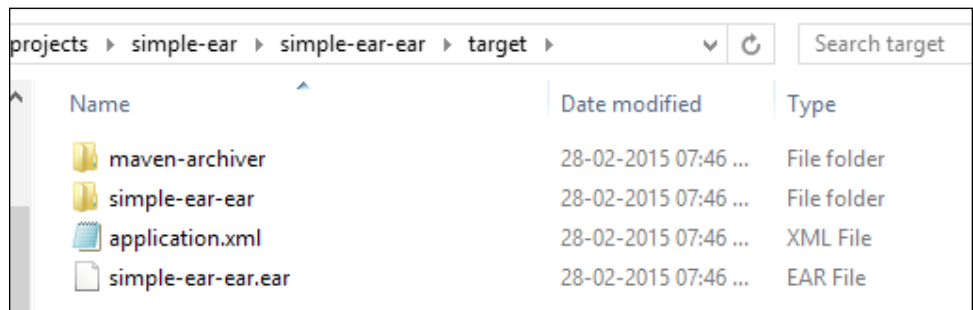 projects simple-ear simple-ear-ear target Search target
Name Date modified Type
maven-archiver 28-02-2015 07:46 ... File folder
simple-ear-ear 28-02-2015 07:46 ... File folder
application.xml 28-02-2015 07:46 ... XML File
simple-ear-ear.ear 28-02-2015 07:46 ... EAR File